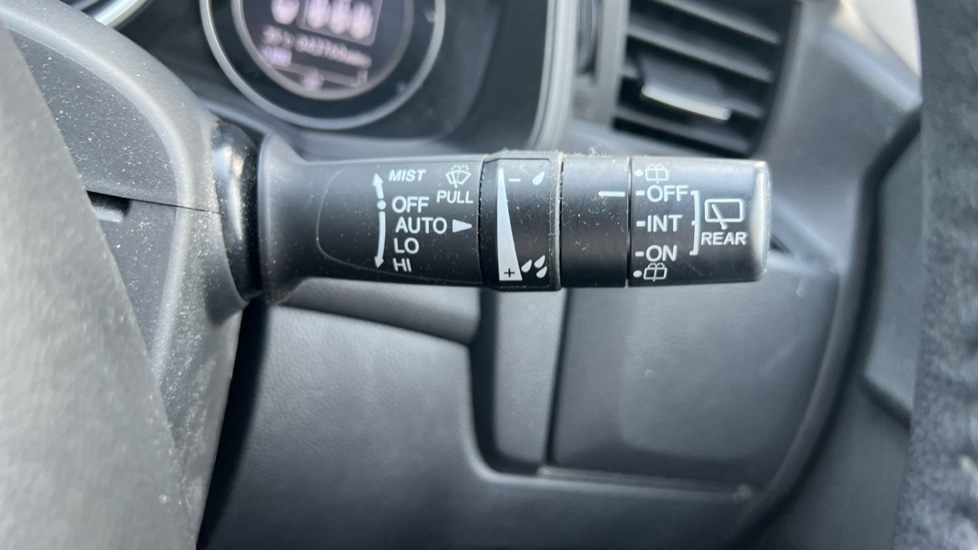 MIST
PULL
OFF
AUTO
LO
HI
-
+
OFF
INT
ON
REAR